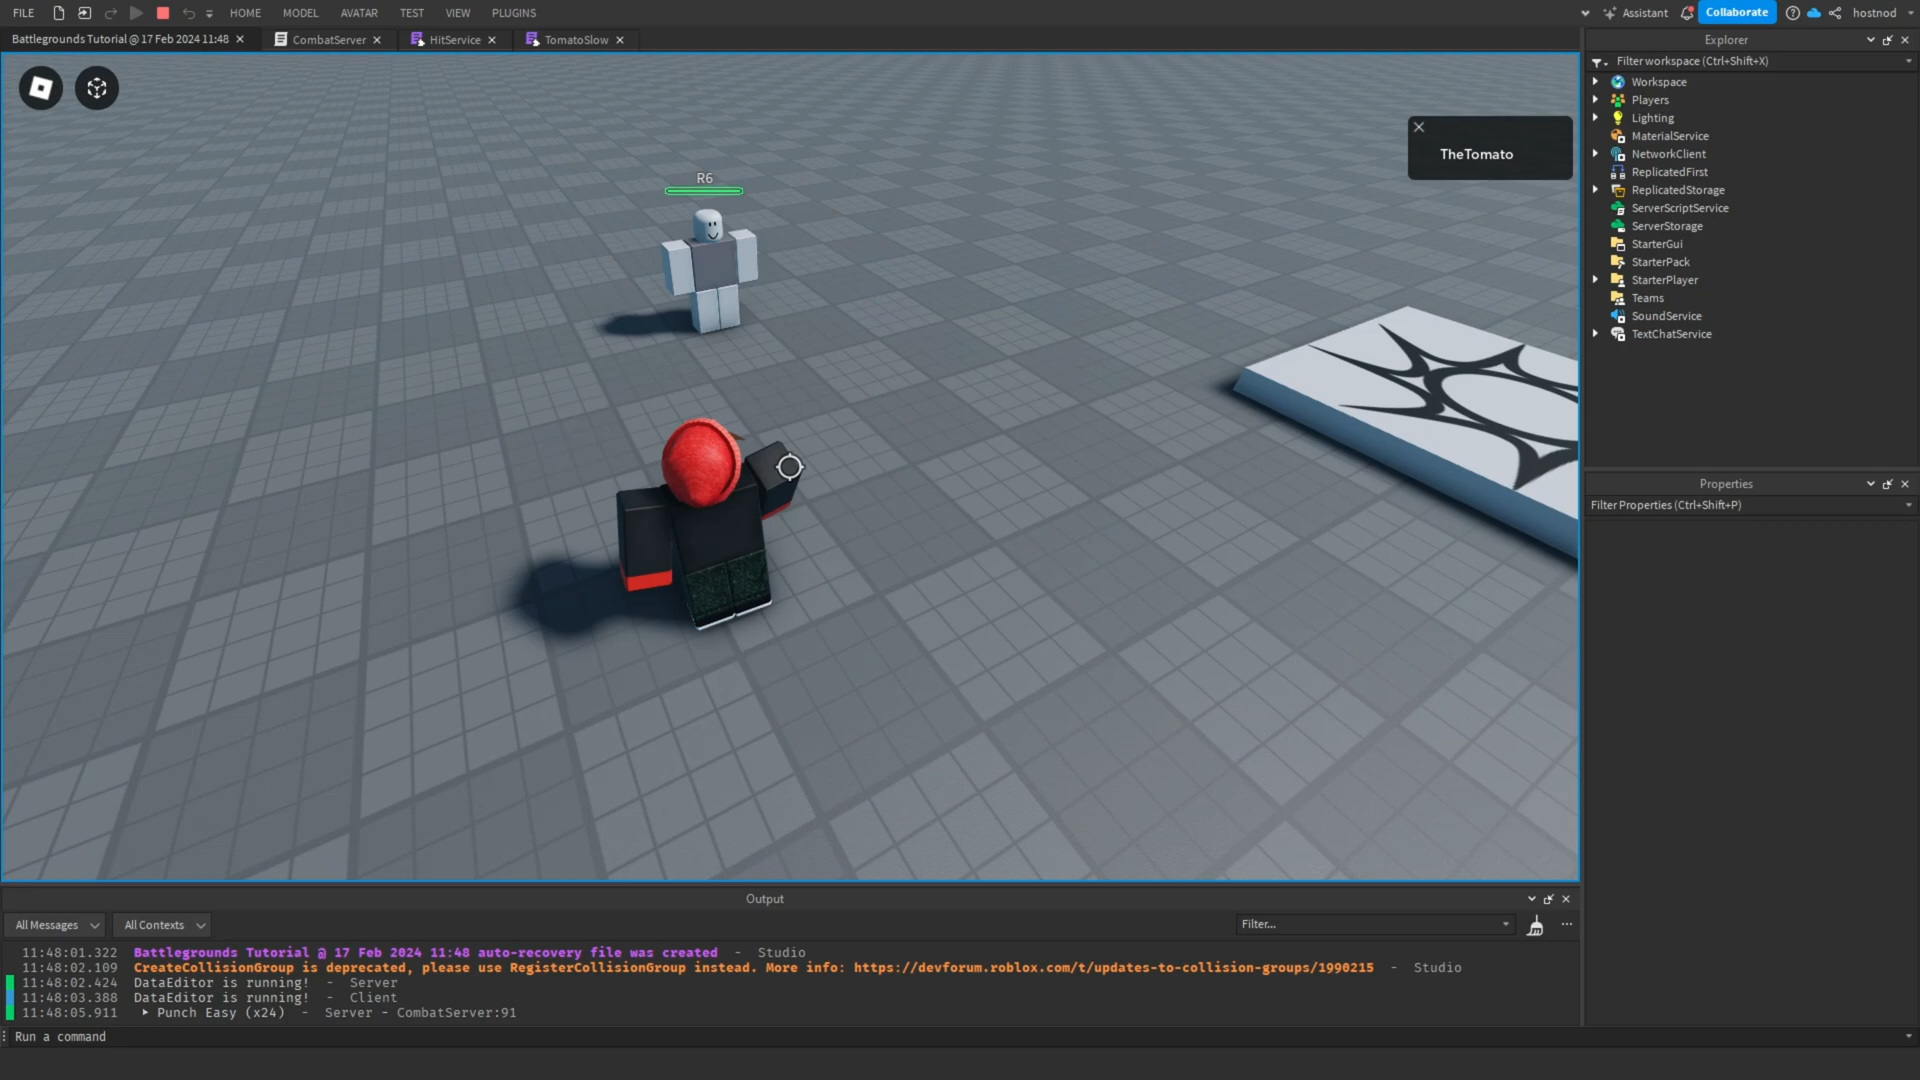 FILE HOME MODEL AVATAR TEST VIEW PLUGINS Assistant Collaborate hostnod
Battlegrounds Tutorial @ 17 Feb 2024 11:48 CombatServer HitService TomatoSlow
Explorer
Filter workspace (Ctrl+Shift+X)
Workspace
Players
Lighting
MaterialService
NetworkClient
ReplicatedFirst
ReplicatedStorage
ServerScriptService
ServerStorage
StarterGui
StarterPack
StarterPlayer
Teams
SoundService
TextChatService
TheTomato
R6
Properties
Filter Properties (Ctrl+Shift+P)
Output
All Messages All Contexts Filter...
11:48:01.322 Battlegrounds Tutorial @ 17 Feb 2024 11:48 auto-recovery file was created - Studio
11:48:02.109 CreateCollisionGroup is deprecated, please use RegisterCollisionGroup instead. More info: https://devforum.roblox.com/t/updates-to-collision-groups/1990215 - Studio
11:48:02.424 DataEditor is running! - Server
11:48:03.388 DataEditor is running! - Client
11:48:05.911 Punch Easy (x24) - Server - CombatServer:91
Run a command